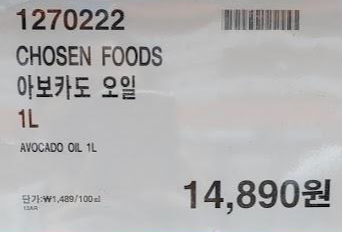 1270222
CHOSEN FOODS
아보카도 오일
1L
AVOCADO OIL 1L
단가:₩1,489/100㎖
14,890원